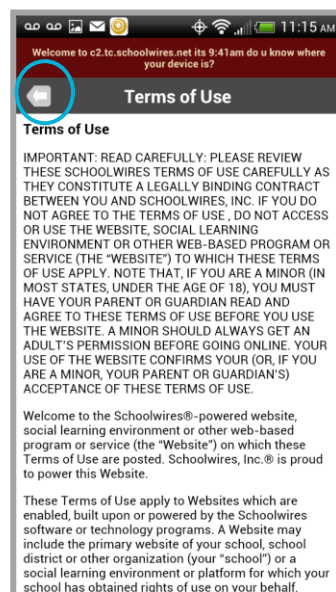 11:15 AM
Welcome to c2.tc.schoolwires.net its 9:41am do u know where
your device is?
Terms of Use
Terms of Use
IMPORTANT: READ CAREFULLY: PLEASE REVIEW
THESE SCHOOLWIRES TERMS OF USE CAREFULLY AS
THEY CONSTITUTE A LEGALLY BINDING CONTRACT
BETWEEN YOU AND SCHOOLWIRES, INC. IF YOU DO
NOT AGREE TO THE TERMS OF USE , DO NOT ACCESS
OR USE THE WEBSITE, SOCIAL LEARNING
ENVIRONMENT OR OTHER WEB-BASED PROGRAM OR
SERVICE (THE “WEBSITE”) TO WHICH THESE TERMS
OF USE APPLY. NOTE THAT, IF YOU ARE A MINOR (IN
MOST STATES, UNDER THE AGE OF 18), YOU MUST
HAVE YOUR PARENT OR GUARDIAN READ AND
AGREE TO THESE TERMS OF USE BEFORE YOU USE
THE WEBSITE. A MINOR SHOULD ALWAYS GET AN
ADULT'S PERMISSION BEFORE GOING ONLINE. YOUR
USE OF THE WEBSITE CONFIRMS YOUR (OR, IF YOU
ARE A MINOR, YOUR PARENT OR GUARDIAN'S)
ACCEPTANCE OF THESE TERMS OF USE.
Welcome to the Schoolwires®-powered website,
social learning environment or other web-based
program or service (the “Website”) on which these
Terms of Use are posted. Schoolwires, Inc.® is proud
to power this Website.
These Terms of Use apply to Websites which are
enabled, built upon or powered by the Schoolwires
software or technology programs. A Website may
include the primary website of your school, school
district or other organization (your “school”) or a
social learning environment or platform for which your
school has obtained rights of use on your behalf.